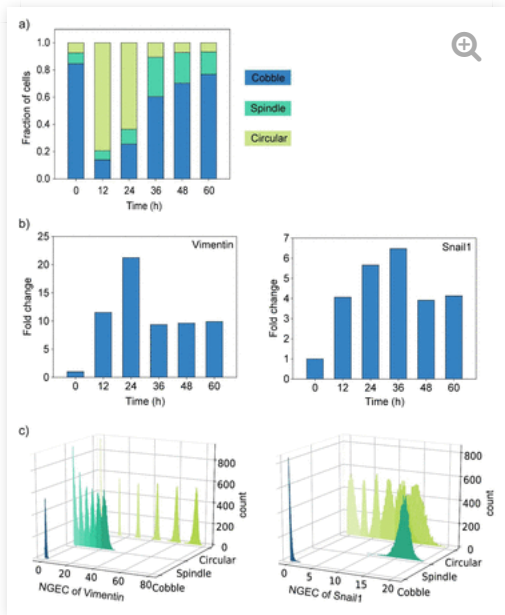 a)
Fraction of cells
1.0
0.8
0.6
0.4
0.2
0.0
0 12 24 36 48 60
Time (h)
Cobble
Spindle
Circular
b)
Vimentin
Fold change
25
20
15
10
5
0
0 12 24 36 48 60
Time (h)
Snail1
Fold change
7
6
5
4
3
2
1
0
0 12 24 36 48 60
Time (h)
c)
800
600
400
200
0
count
Circular
Spindle
Cobble
20 40 60 80
NGEC of Vimentin
800
600
400
200
0
count
Circular
Spindle
Cobble
0 5 10 15 20
NGEC of Snail1